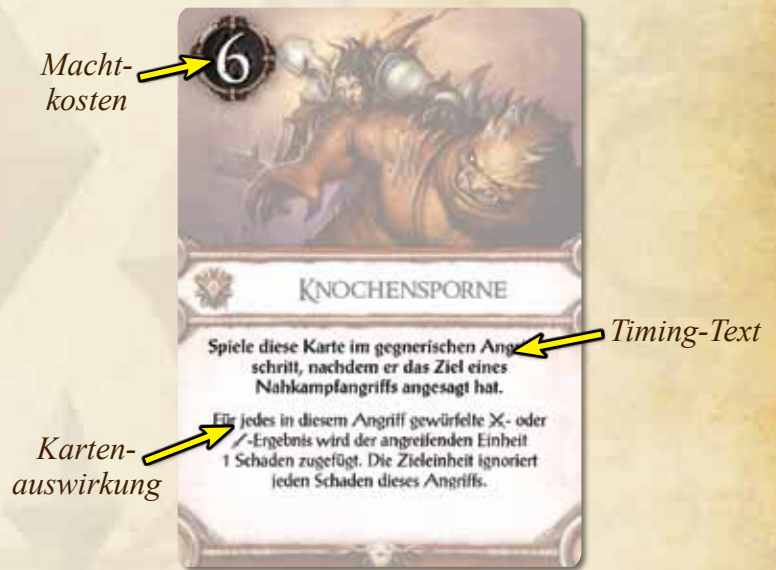 6
Macht-
kosten
KNOCHENSPORNE
Spiele diese Karte im gegnerischen
schritt, nachdem er das Ziel eines
Nahkampfangriffs angesagt hat.
Timing-Text
Für jedes in diesem Angriff gewürfelte ⚔- oder
/-Ergebnis wird der angreifenden Einheit
1 Schaden zugefügt. Die Zieleinheit ignoriert
jeden Schaden dieses Angriffs.
Karten-
auswirkung